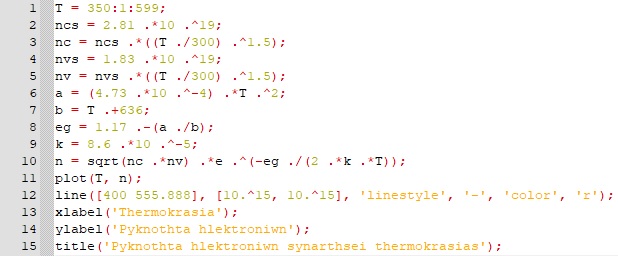 1 T = 350:1:599;
2 ncs = 2.81 .*10 .^19;
3 nc = ncs .*((T ./300) .^1.5);
4 nvs = 1.83 .*10 .^19;
5 nv = nvs .*((T ./300) .^1.5);
6 a = (4.73 .*10 .^-4) .*T .^2;
7 b = T .+636;
8 eg = 1.17 .-(a ./b);
9 k = 8.6 .*10 .^-5;
10 n = sqrt(nc .*nv) .*e .^(-eg ./(2 .*k .*T));
11 plot(T, n);
12 line([400 555.888], [10.^15, 10.^15], 'linestyle', '-', 'color', 'r');
13 xlabel('Thermokrasia');
14 ylabel('Pyknothta hlektroniwn');
15 title('Pyknothta hlektroniwn synarthsei thermokrasias');